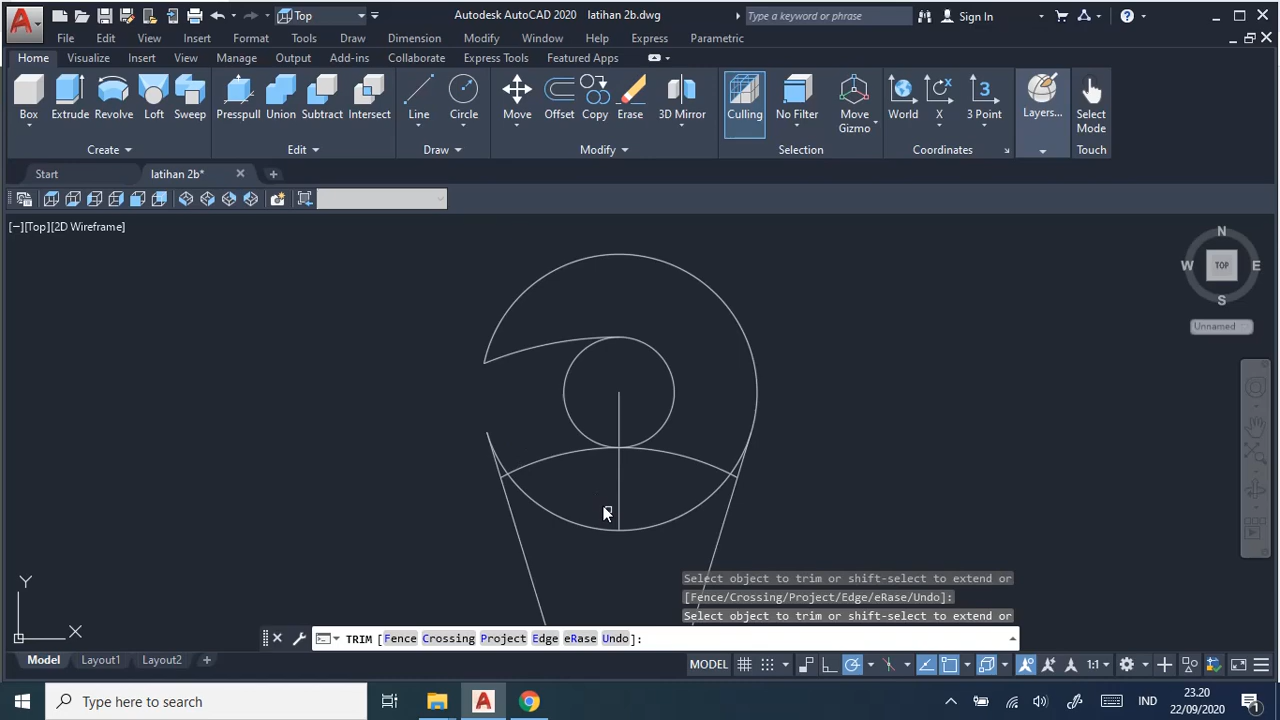 Top
Autodesk AutoCAD 2020 latihan 2b.dwg
Type a keyword or phrase
Sign In
File Edit View Insert Format Tools Draw Dimension Modify Window Help Express Parametric
Home Visualize Insert View Manage Output Add-ins Collaborate Express Tools Featured Apps
Box Extrude Revolve Loft Sweep Presspull Union Subtract Intersect Line Circle Move Offset Copy Erase 3D Mirror Culling No Filter Move Gizmo World X 3 Point Layers... Select Mode
Create Edit Draw Modify Selection Coordinates Touch
Start latihan 2b*
[−][Top][2D Wireframe]
N
W TOP E
S
Unnamed
Y
X
Select object to trim or shift-select to extend or
[Fence/Crossing/Project/Edge/eRase/Undo]:
Select object to trim or shift-select to extend or
TRIM [Fence Crossing Project Edge eRase Undo]:
Model Layout1 Layout2 +
MODEL 1:1
Type here to search
IND
23.20
22/09/2020
1